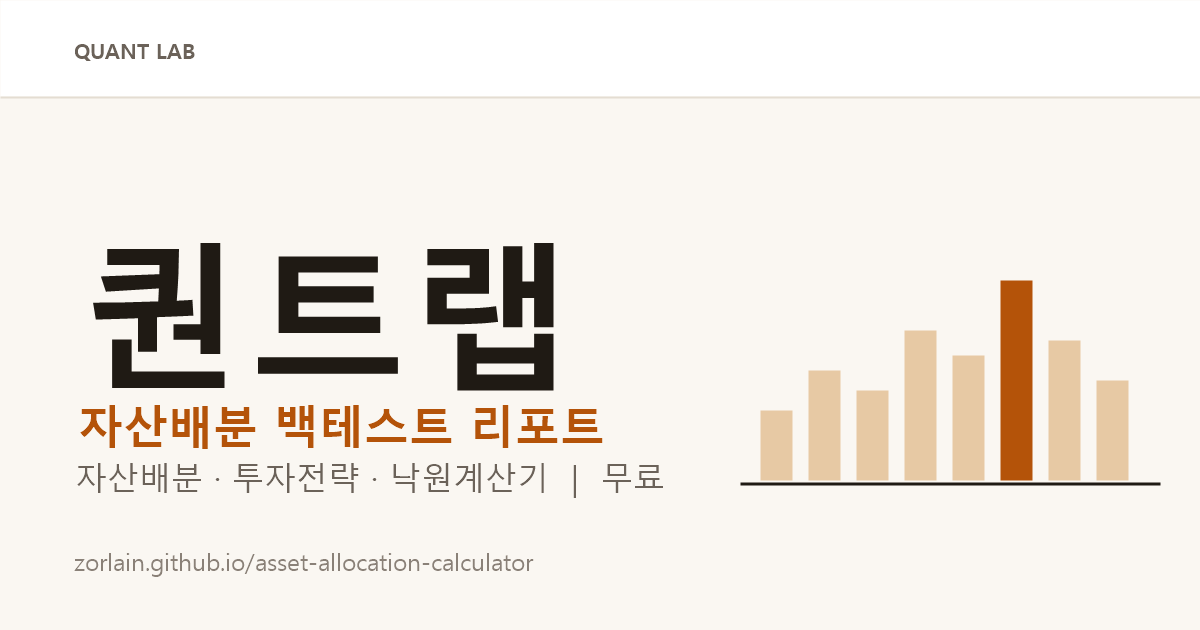 QUANT LAB
퀀트랩
자산배분 백테스트 리포트
자산배분 · 투자전략 · 낙원계산기 | 무료
zorlain.github.io/asset-allocation-calculator